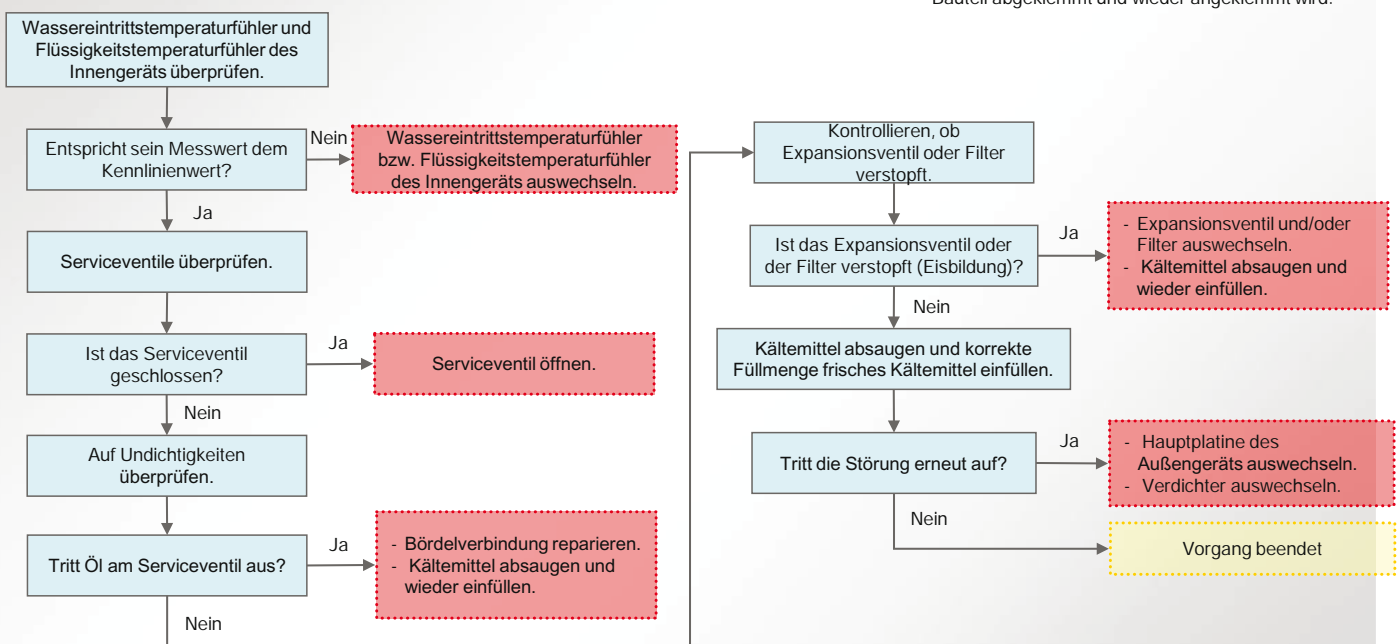 Bauteil abgeklemmt und wieder angeklemmt wird.
Wassereintrittstemperaturfühler und
Flüssigkeitstemperaturfühler des
Innengeräts überprüfen.
Entspricht sein Messwert dem
Kennlinienwert?
Nein
Wassereintrittstemperaturfühler
bzw. Flüssigkeitstemperaturfühler
des Innengeräts auswechseln.
Ja
Serviceventile überprüfen.
Ist das Serviceventil
geschlossen?
Ja
Serviceventil öffnen.
Nein
Auf Undichtigkeiten
überprüfen.
Tritt Öl am Serviceventil aus?
Ja
- Bördelverbindung reparieren.
- Kältemittel absaugen und
wieder einfüllen.
Nein
Kontrollieren, ob
Expansionsventil oder Filter
verstopft.
Ist das Expansionsventil oder
der Filter verstopft (Eisbildung)?
Ja
- Expansionsventil und/oder
Filter auswechseln.
- Kältemittel absaugen und
wieder einfüllen.
Nein
Kältemittel absaugen und korrekte
Füllmenge frisches Kältemittel einfüllen.
Tritt die Störung erneut auf?
Ja
- Hauptplatine des
Außengeräts auswechseln.
- Verdichter auswechseln.
Nein
Vorgang beendet